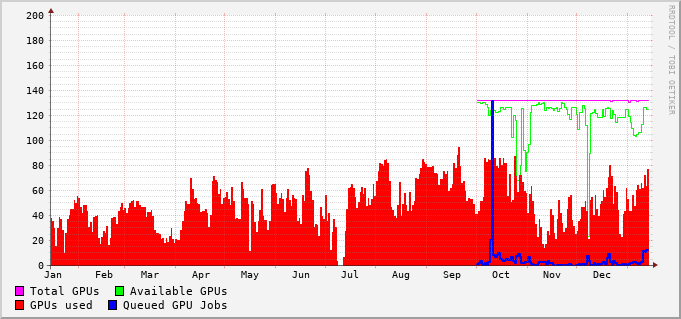 200
180
160
140
120
100
80
60
40
20
0
Jan Feb Mar Apr May Jun Jul Aug Sep Oct Nov Dec
Total GPUs Available GPUs
GPUs used Queued GPU Jobs
RRDTOOL / TOBI OETIKER